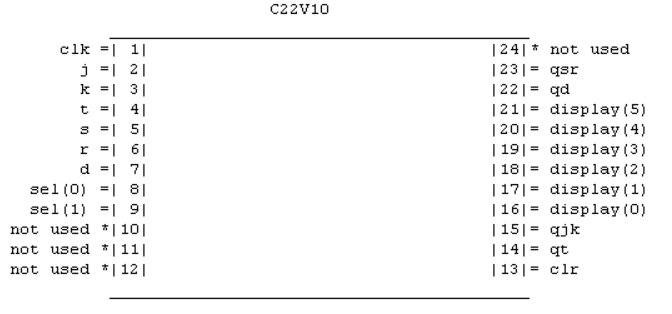 C22V10
clk =| 1| |24|* not used
j =| 2| |23|= qsr
k =| 3| |22|= qd
t =| 4| |21|= display(5)
s =| 5| |20|= display(4)
r =| 6| |19|= display(3)
d =| 7| |18|= display(2)
sel(0) =| 8| |17|= display(1)
sel(1) =| 9| |16|= display(0)
not used *|10| |15|= qjk
not used *|11| |14|= qt
not used *|12| |13|= clr